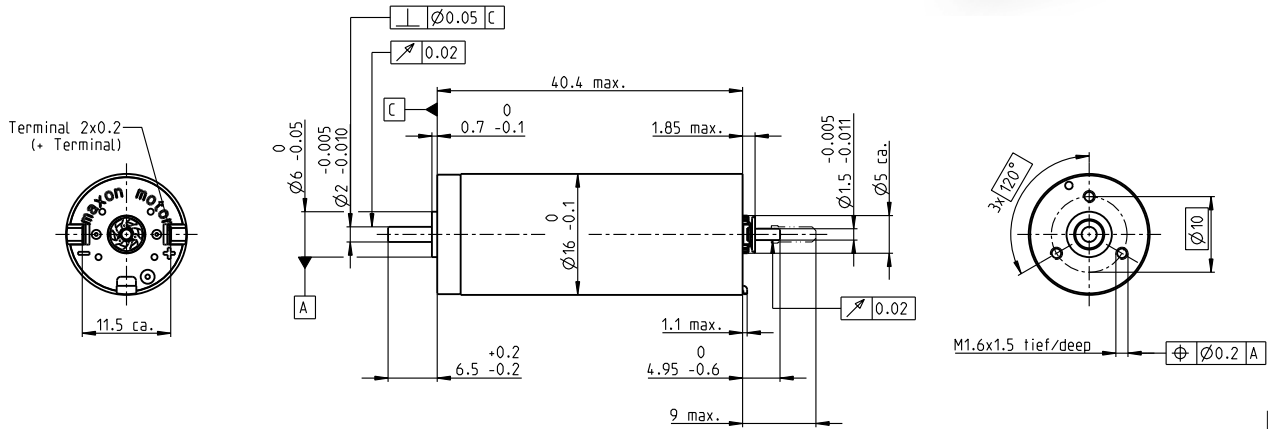 ⊥ Ø0.05 C
↗ 0.02
40.4 max.
C
0
0.7 -0.1
1.85 max.
Terminal 2x0.2
(+ Terminal)
0
Ø6 -0.05
-0.005
Ø2 -0.010
-0.005
Ø1.5 -0.011
Ø5 ca.
maxon motor
- +
0
Ø16 -0.1
3x 120°
Ø10
A
11.5 ca.
↗ 0.02
1.1 max.
+0.2
6.5 -0.2
0
4.95 -0.6
9 max.
M1.6x1.5 tief/deep
⌖ Ø0.2 A